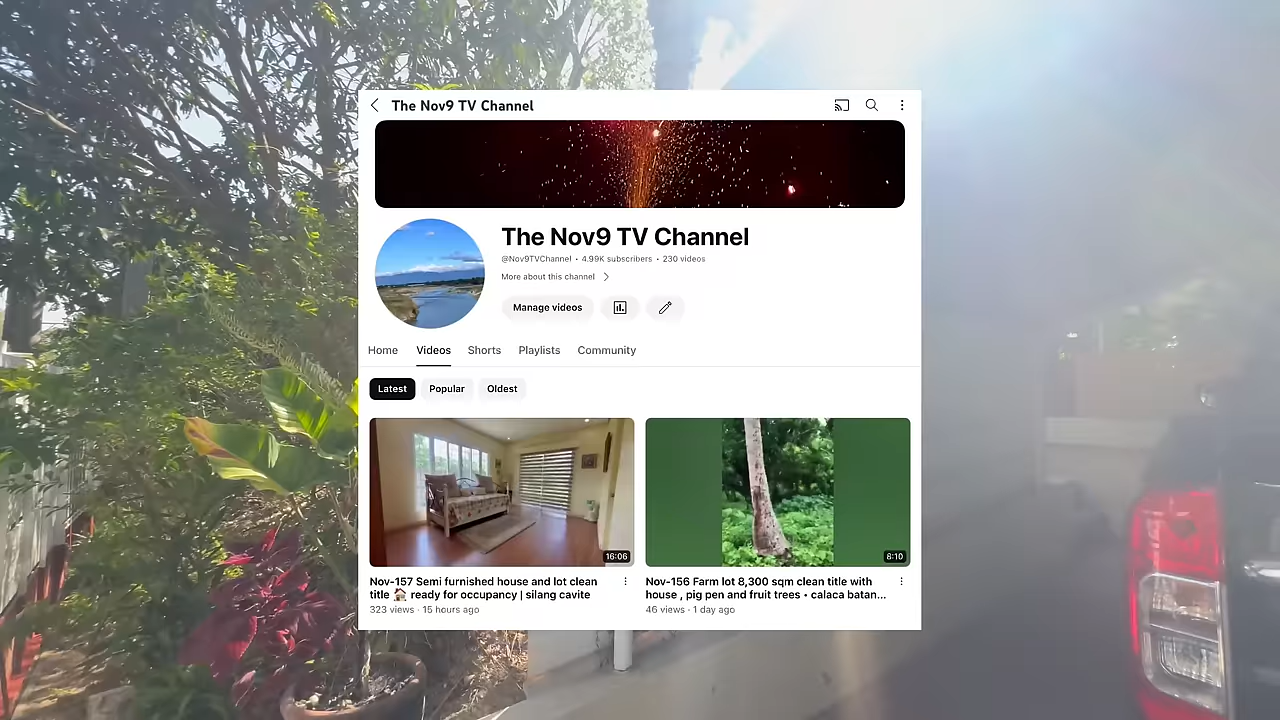 The Nov9 TV Channel
The Nov9 TV Channel
@Nov9TVChannel • 4.99K subscribers • 230 videos
More about this channel
Manage videos
Home Videos Shorts Playlists Community
Latest Popular Oldest
16:06
8:10
Nov-157 Semi furnished house and lot clean
title 🏠 ready for occupancy | silang cavite
323 views · 15 hours ago
Nov-156 Farm lot 8,300 sqm clean title with
house , pig pen and fruit trees • calaca batan...
46 views · 1 day ago